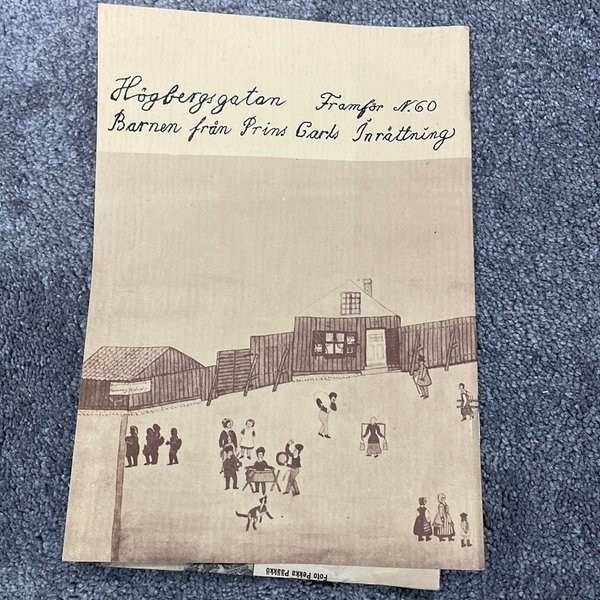 Högbergsgatan Framför N.60
Barnen från Prins Carls Inrättning
Foto Pekka Pääkkö